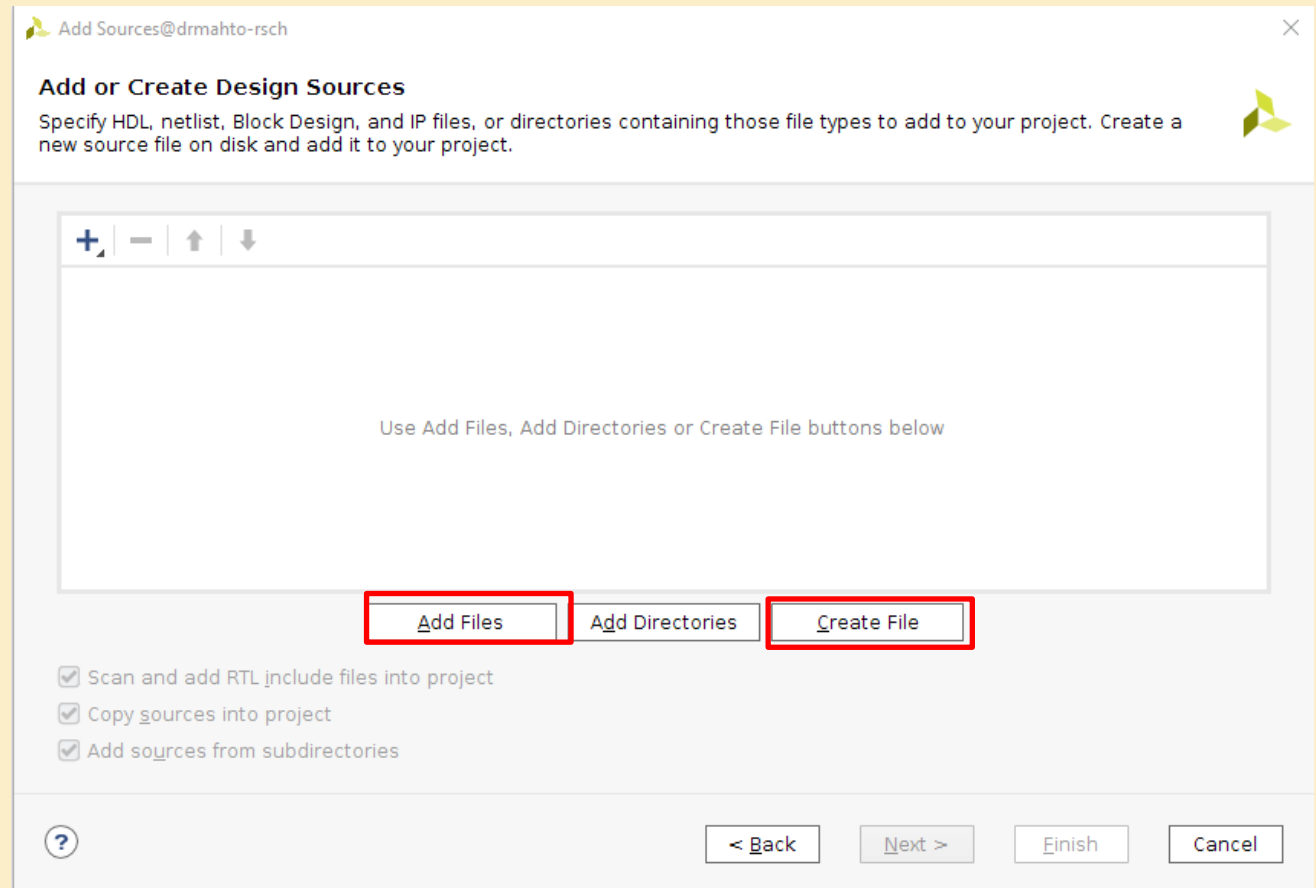 Add Sources@drmahto-rsch
Add or Create Design Sources
Specify HDL, netlist, Block Design, and IP files, or directories containing those file types to add to your project. Create a
new source file on disk and add it to your project.
Use Add Files, Add Directories or Create File buttons below
Add Files
Add Directories
Create File
Scan and add RTL include files into project
Copy sources into project
Add sources from subdirectories
?
< Back
Next >
Finish
Cancel